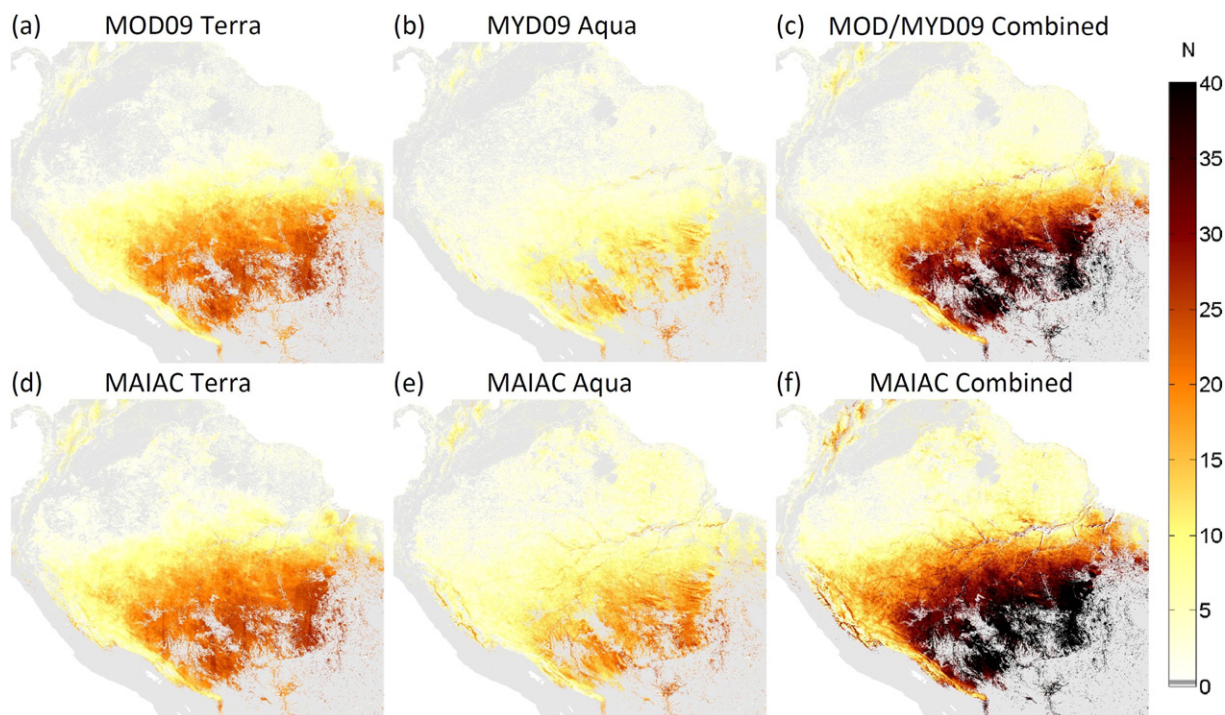 (a) MOD09 Terra
(b) MYD09 Aqua
(c) MOD/MYD09 Combined
N
40
35
30
25
20
15
10
5
0
(d) MAIAC Terra
(e) MAIAC Aqua
(f) MAIAC Combined